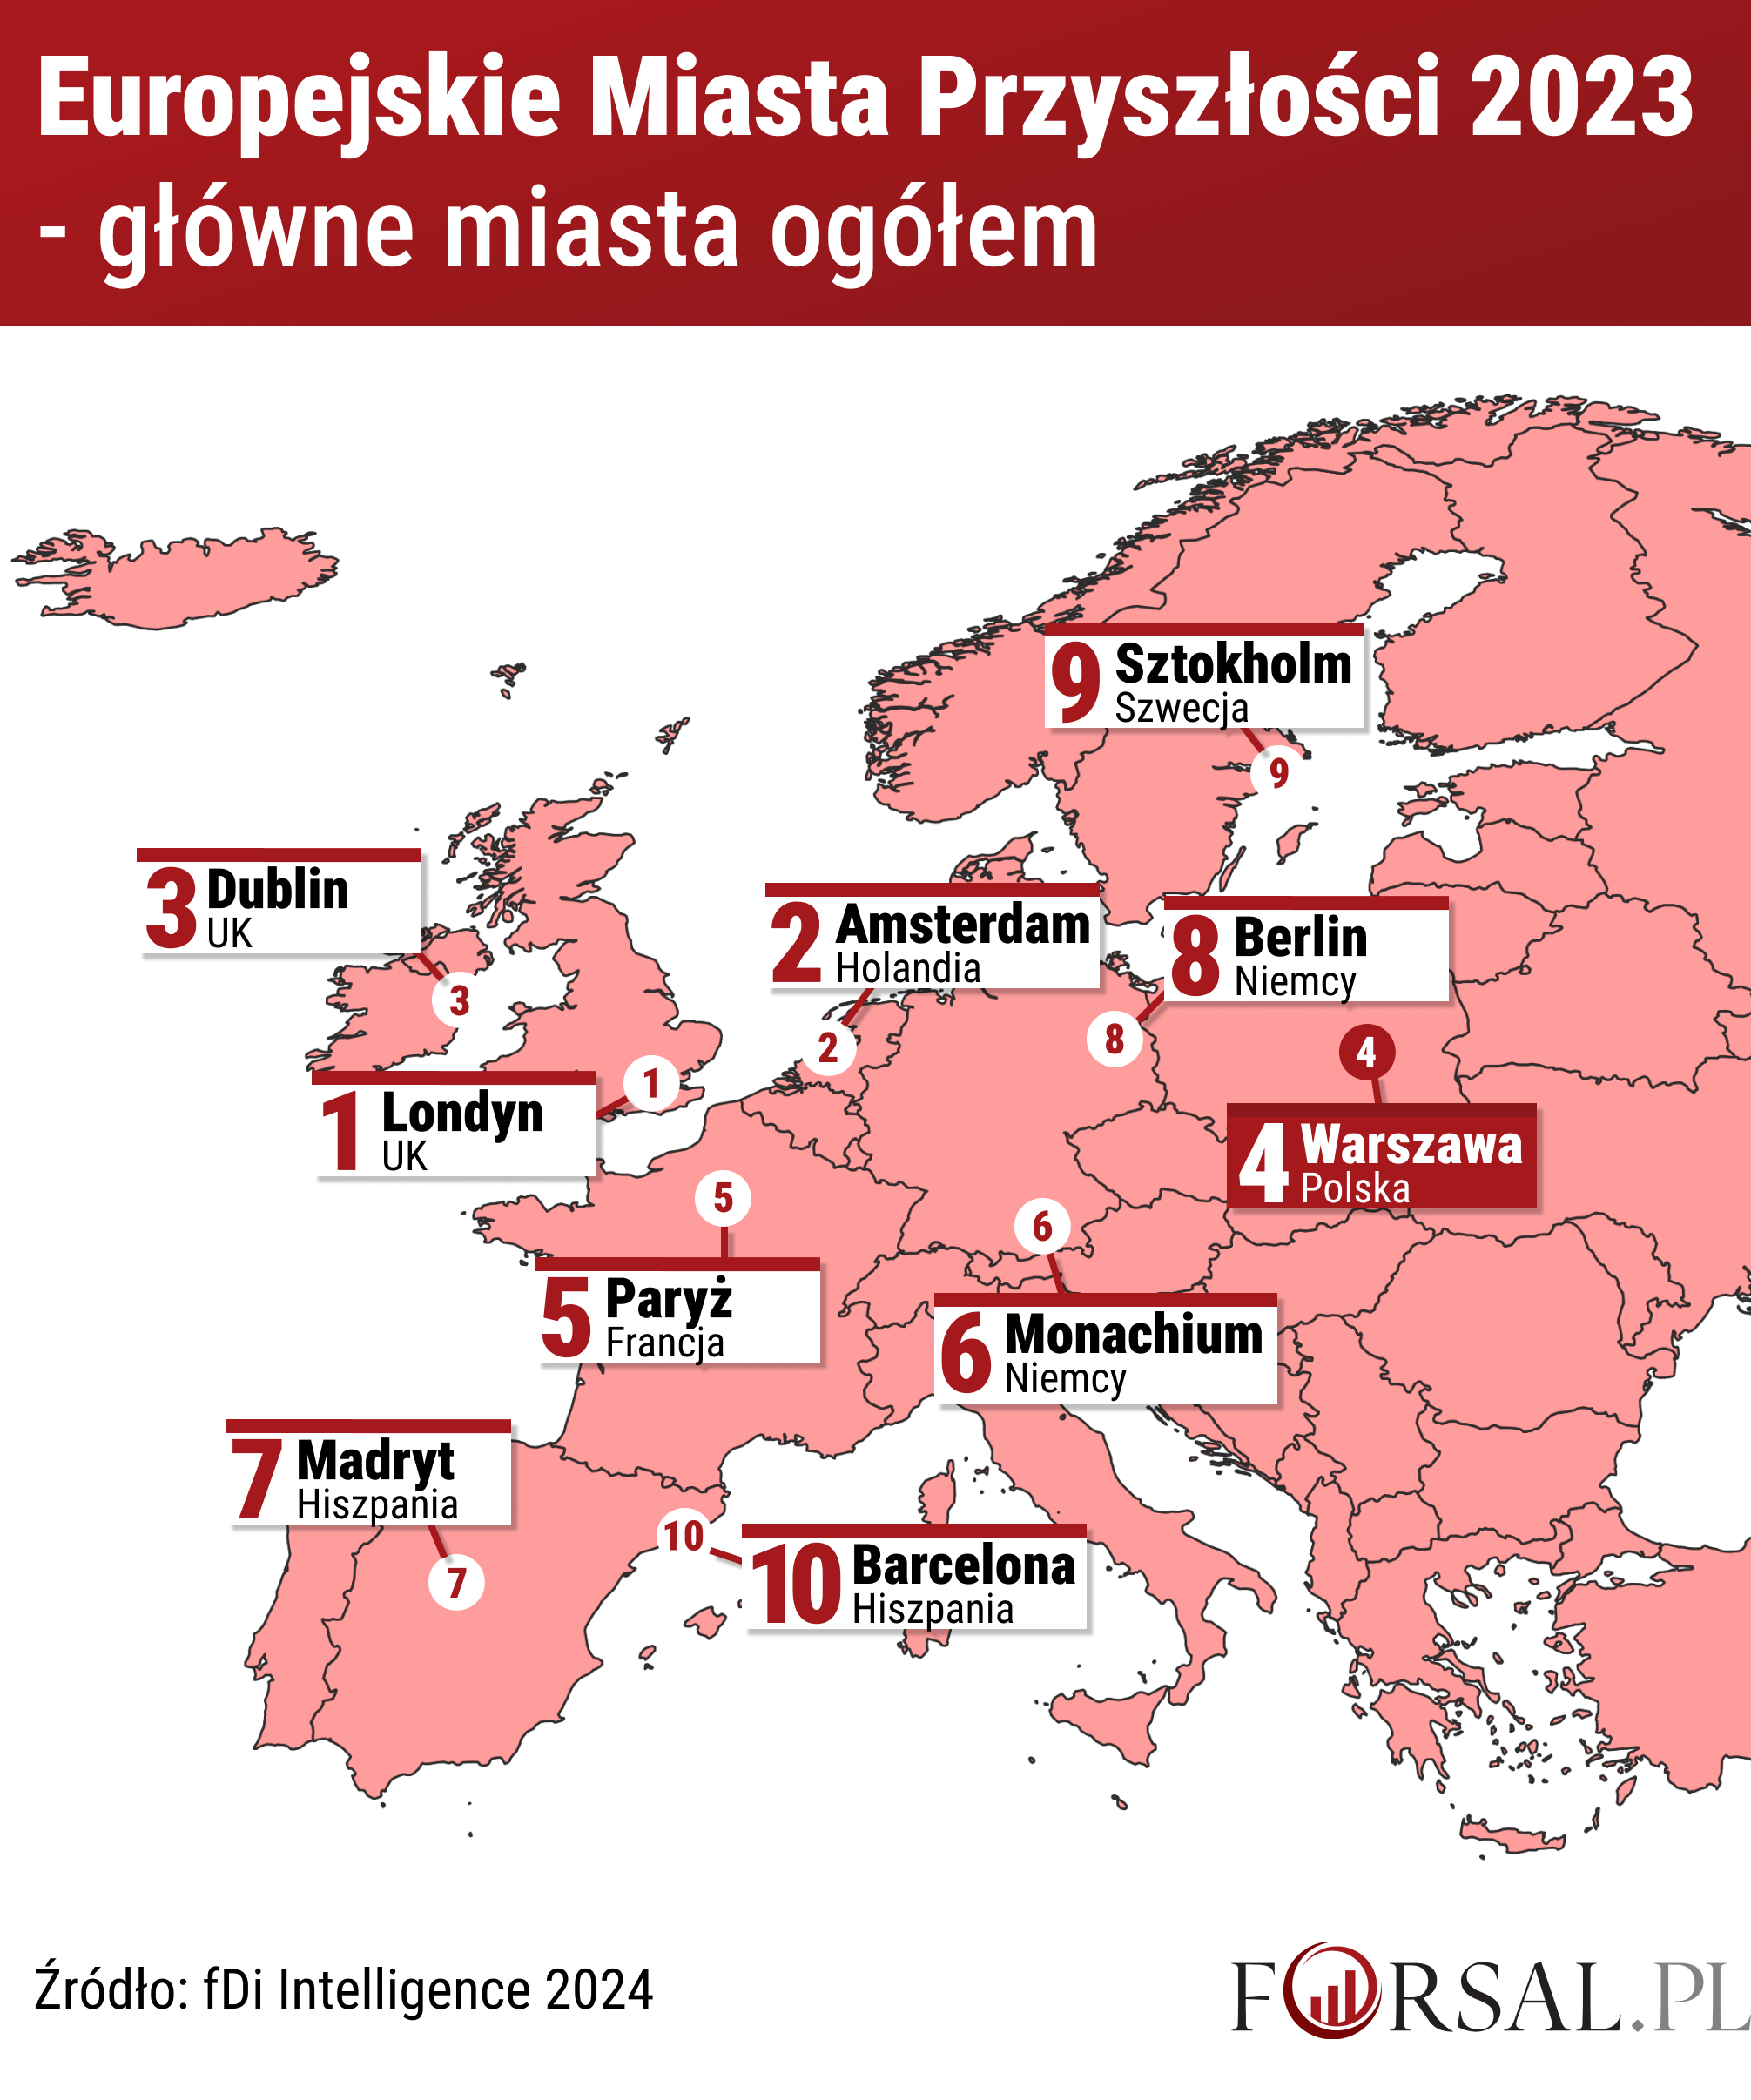 Europejskie Miasta Przyszłości 2023
- główne miasta ogółem
9 Sztokholm
Szwecja
9
3 Dublin
UK
3
2 Amsterdam
Holandia
2
8 Berlin
Niemcy
8
4
4 Warszawa
Polska
1
1 Londyn
UK
5
5 Paryż
Francja
6
6 Monachium
Niemcy
7 Madryt
Hiszpania
7
10
10 Barcelona
Hiszpania
Źródło: fDi Intelligence 2024
FORSAL.PL